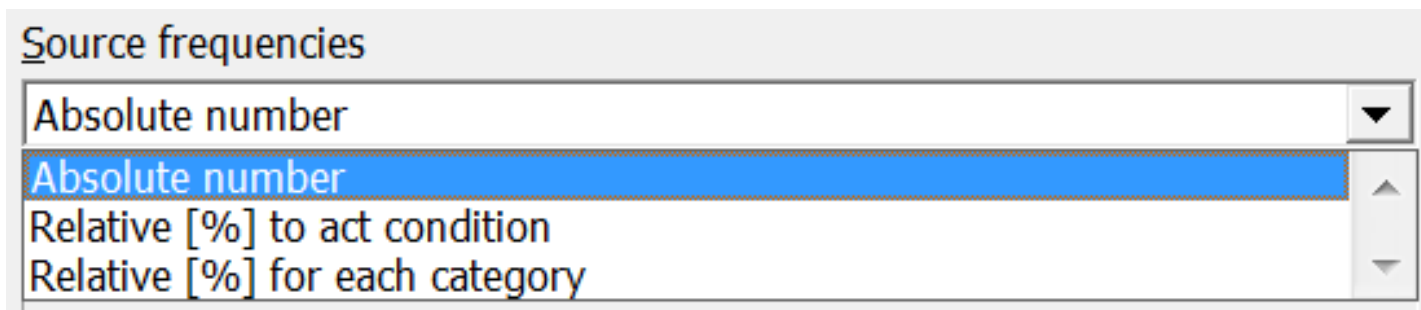 Source frequencies
Absolute number
Absolute number
Relative [%] to act condition
Relative [%] for each category